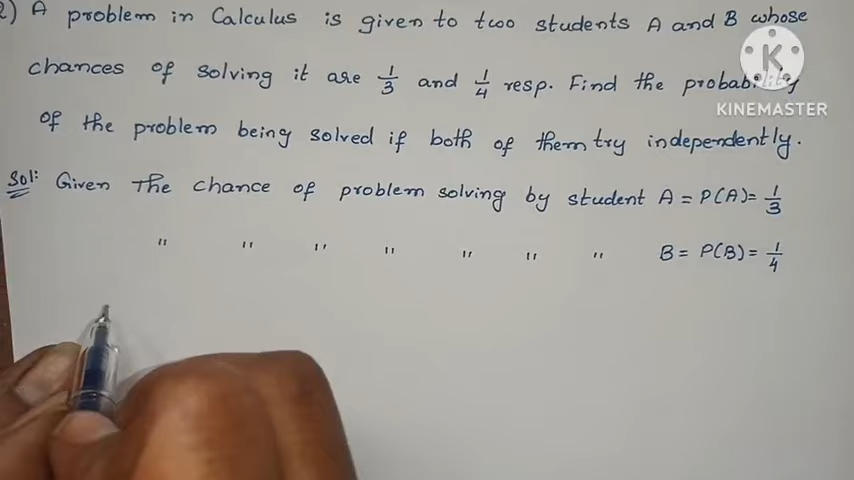 2) A problem in Calculus is given to two students A and B whose
chances of solving it are 1/3 and 1/4 resp. Find the probability
of the problem being solved if both of them try independently.
Sol: Given The chance of problem solving by student A = P(A) = 1/3
" " " " " " " B = P(B) = 1/4
K
KINEMASTER